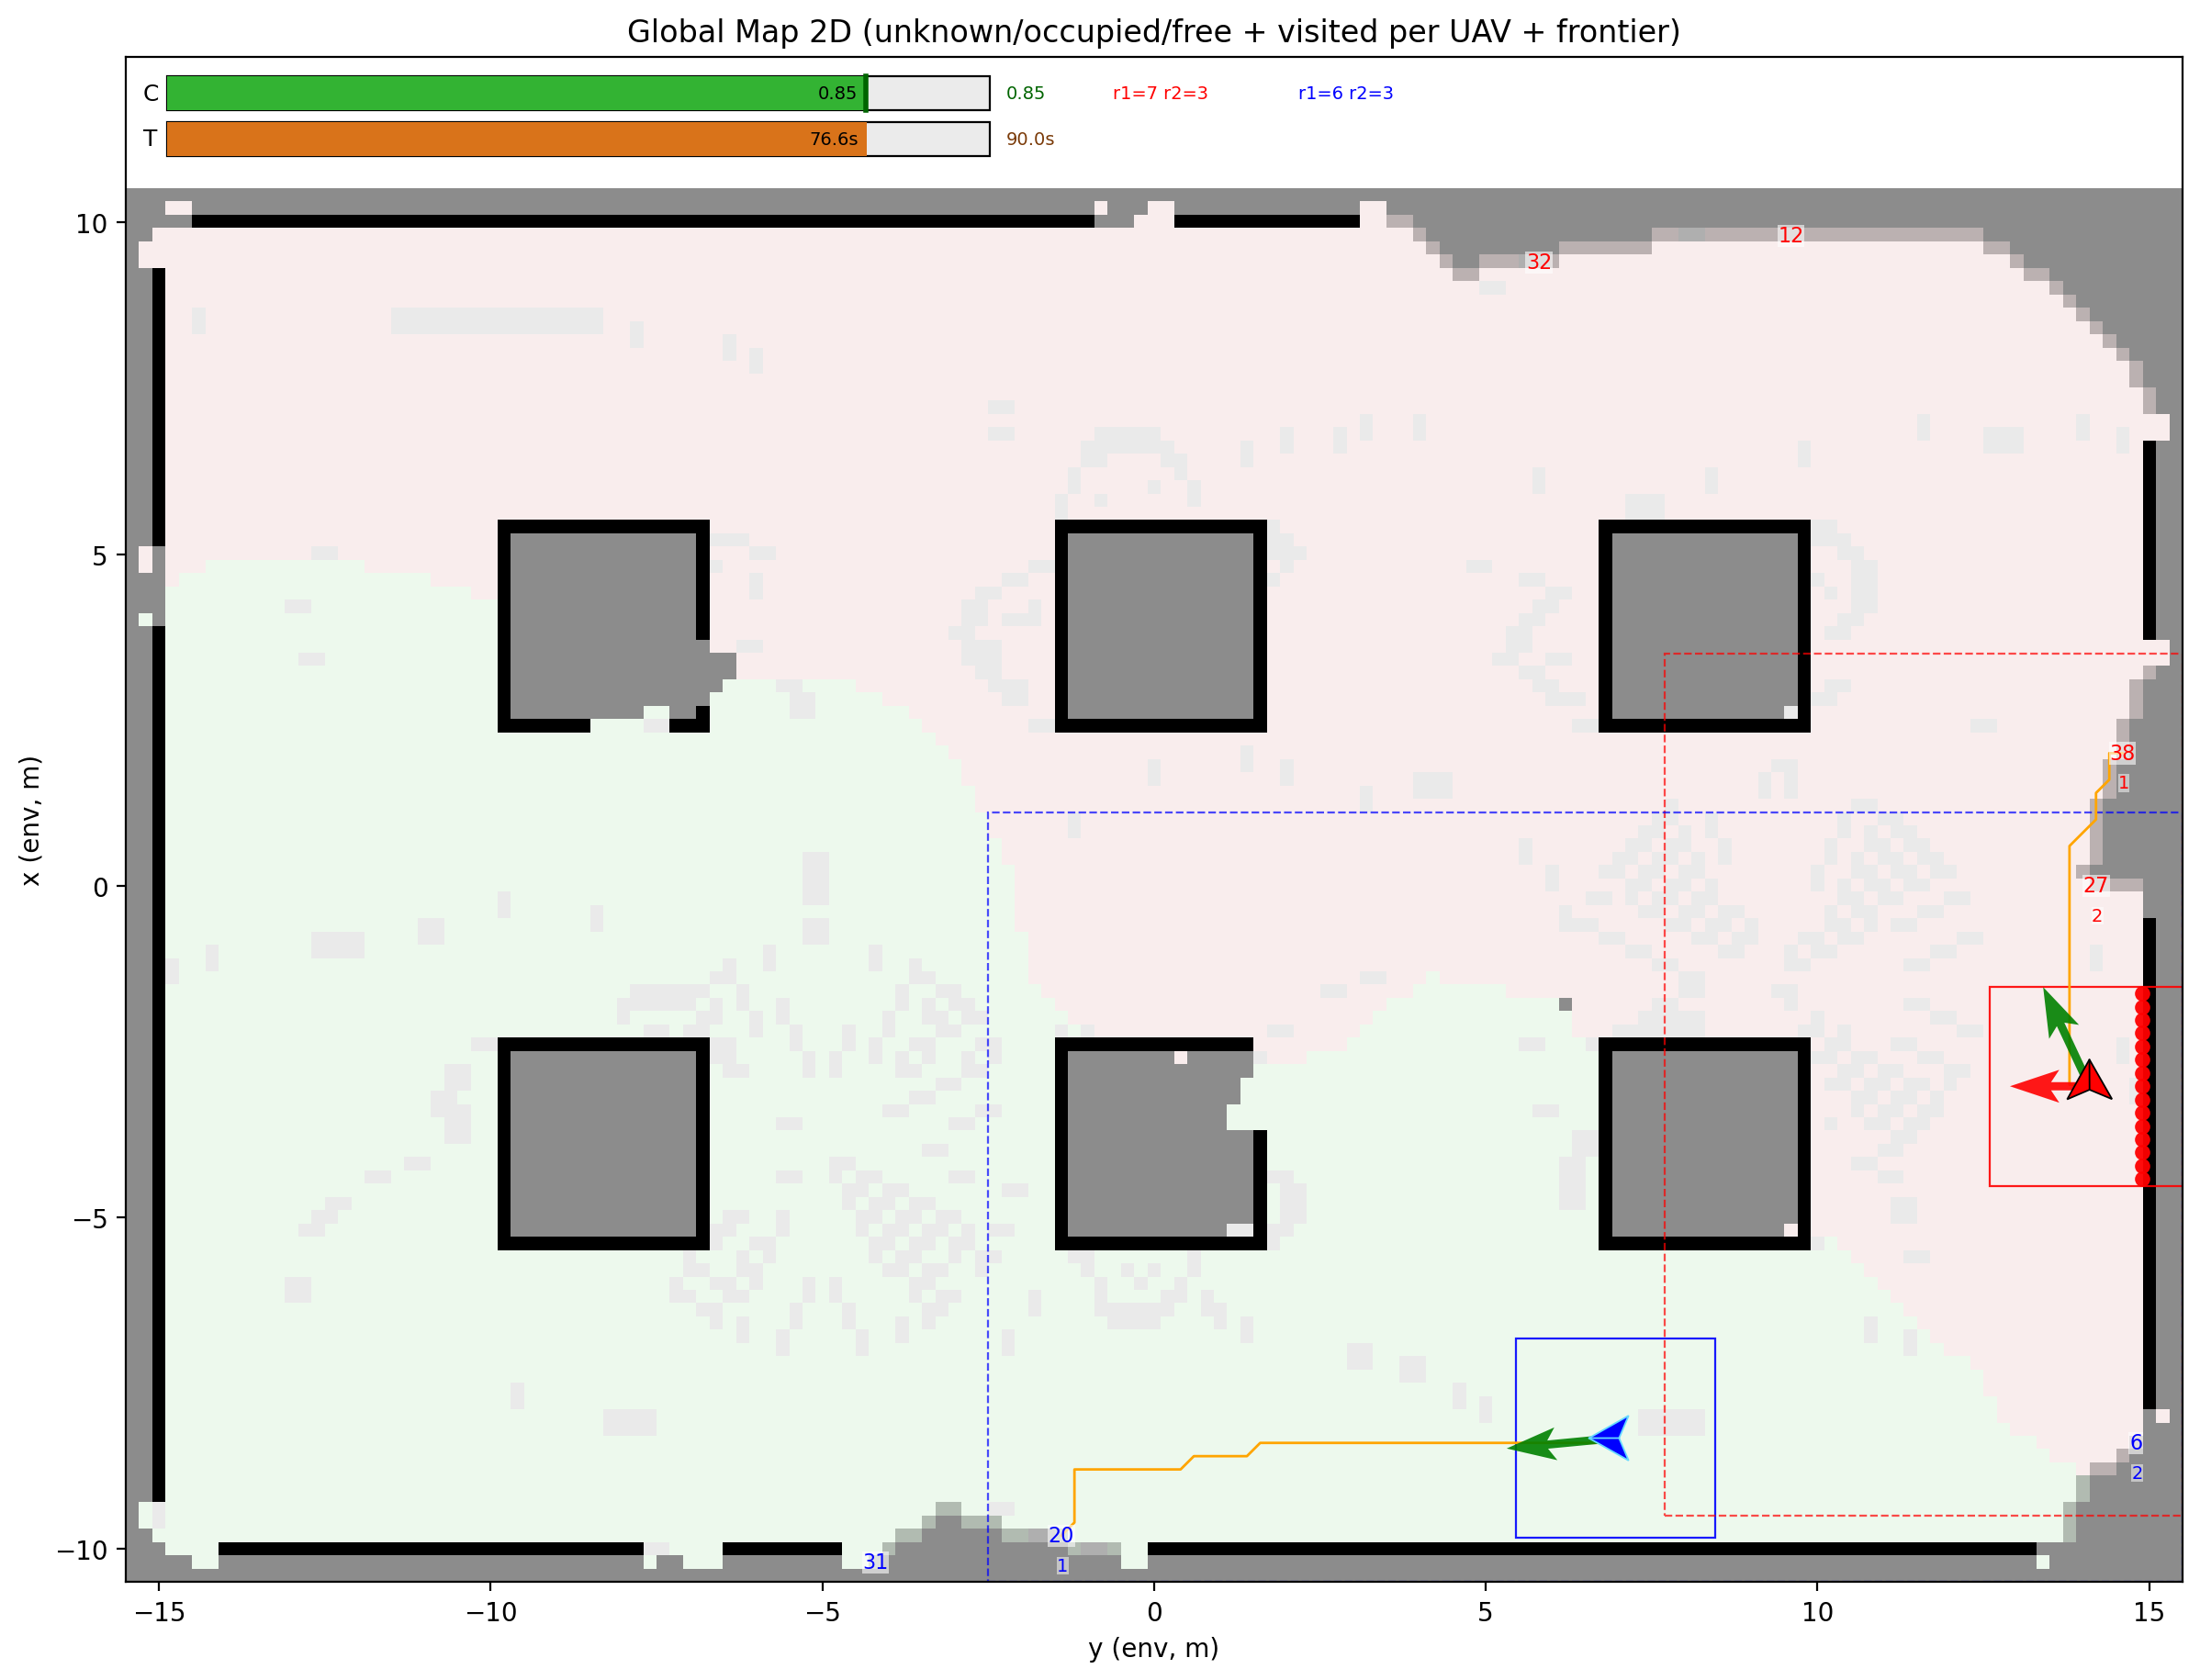 Global Map 2D (unknown/occupied/free + visited per UAV + frontier)
C 0.85 0.85 r1=7 r2=3 r1=6 r2=3
T 76.6s 90.0s
10
5
0
−5
−10
x (env, m)
12
32
38
1
27
2
6
2
20
1
31
−15 −10 −5 0 5 10 15
y (env, m)